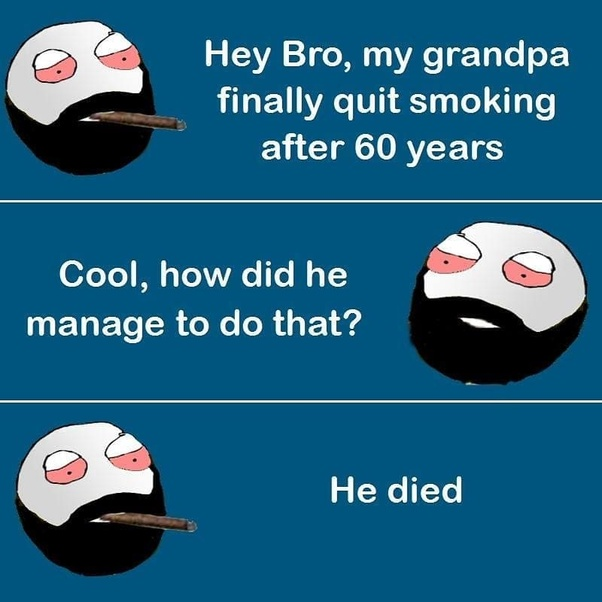 Hey Bro, my grandpa
finally quit smoking
after 60 years
Cool, how did he
manage to do that?
He died